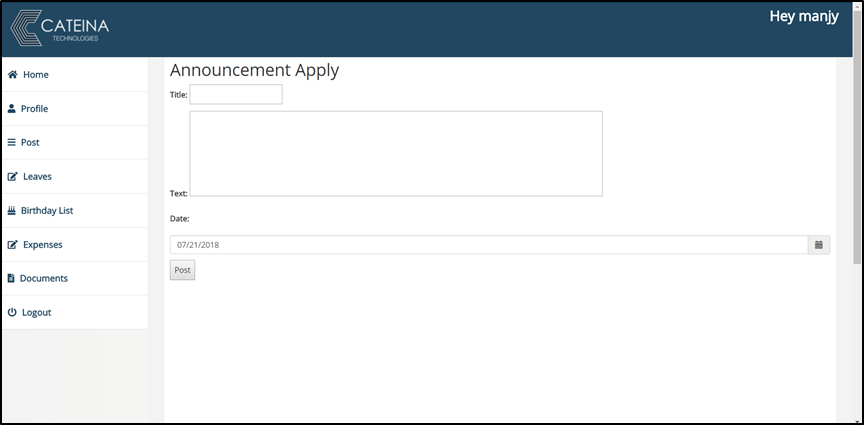 CATEINA
TECHNOLOGIES
Hey manjy
Home
Profile
Post
Leaves
Birthday List
Expenses
Documents
Logout
Announcement Apply
Title:
Text:
Date:
07/21/2018
Post